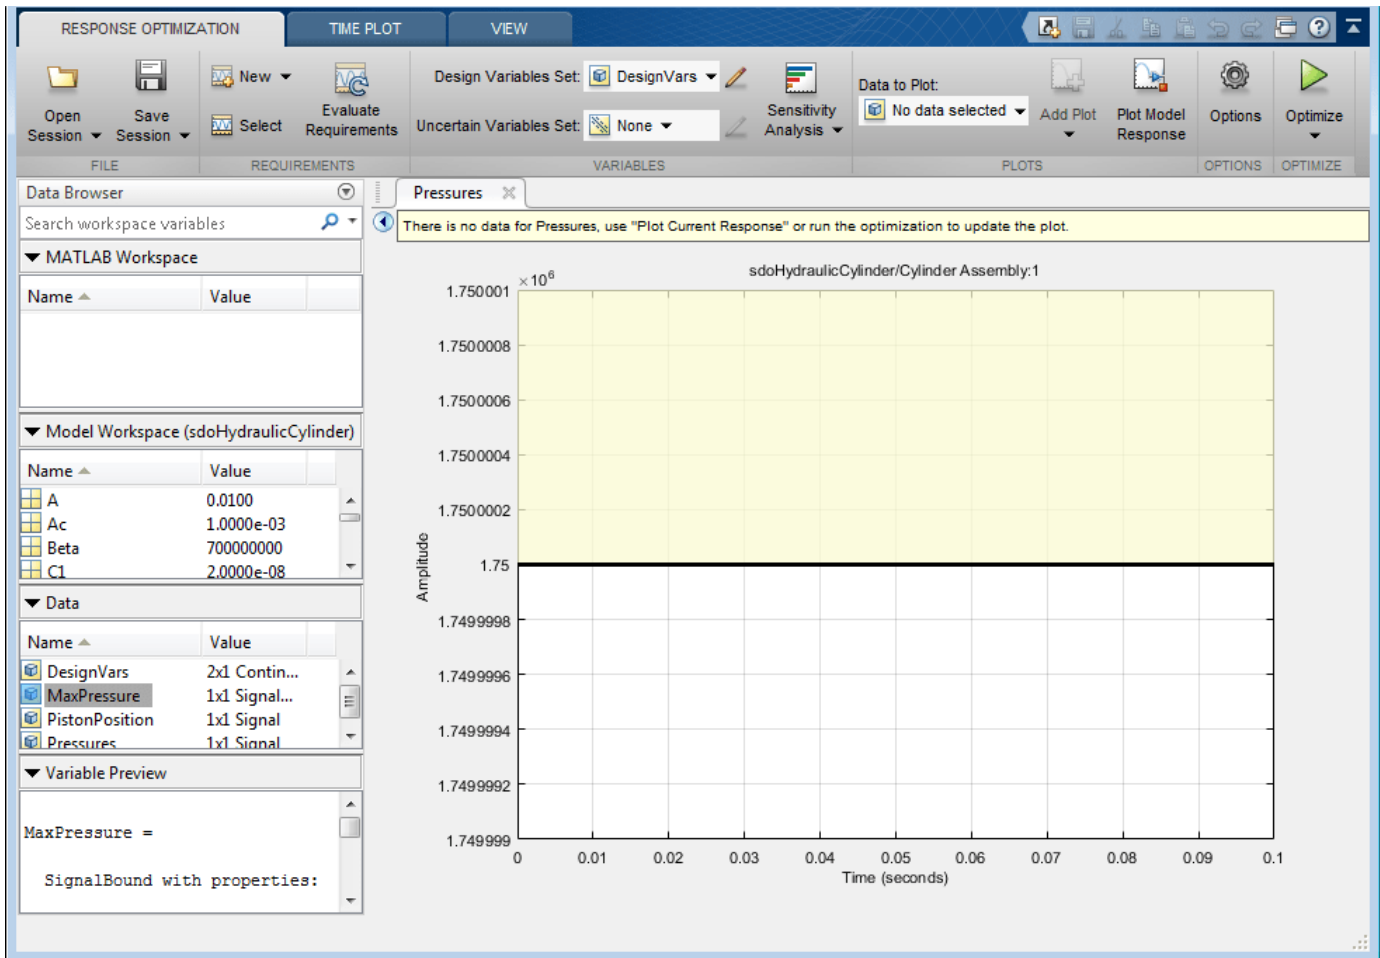 RESPONSE OPTIMIZATION
TIME PLOT
VIEW
New
Select
Open
Session
Save
Session
Evaluate
Requirements
Design Variables Set:
DesignVars
Uncertain Variables Set:
None
Sensitivity
Analysis
Data to Plot:
No data selected
Add Plot
Plot Model
Response
Options
Optimize
FILE
REQUIREMENTS
VARIABLES
PLOTS
OPTIONS
OPTIMIZE
Data Browser
Search workspace variables
MATLAB Workspace
Name Value
Model Workspace (sdoHydraulicCylinder)
Name Value
A 0.0100
Ac 1.0000e-03
Beta 700000000
C1 2.0000e-08
Data
Name Value
DesignVars 2x1 Contin...
MaxPressure 1x1 Signal...
PistonPosition 1x1 Signal
Pressures 1x1 Signal
Variable Preview
MaxPressure =
SignalBound with properties:
Pressures
There is no data for Pressures, use "Plot Current Response" or run the optimization to update the plot.
sdoHydraulicCylinder/Cylinder Assembly:1
×10⁶
1.750001
1.7500008
1.7500006
1.7500004
1.7500002
1.75
1.7499998
1.7499996
1.7499994
1.7499992
1.749999
Amplitude
0 0.01 0.02 0.03 0.04 0.05 0.06 0.07 0.08 0.09 0.1
Time (seconds)